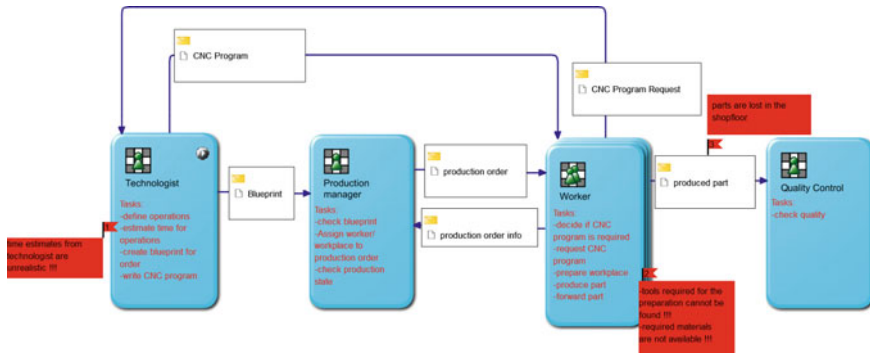 CNC Program
CNC Program Request
parts are lost in the
shopfloor
3
Technologist
Tasks:
-define operations
-estimate time for
operations
-create blueprint for
order
-write CNC program
1
time estimates from
technologist are
unrealistic !!!
Blueprint
Production
manager
Tasks:
-check blueprint
-Assign worker/
workplace to
production order
-check production
state
production order
production order info
Worker
Tasks:
-decide if CNC
program is required
-request CNC
program
-prepare workplace
-produce part
-forward part
2
-tools required for the
preparation cannot be
found !!!
-required materials
are not available !!!
produced part
Quality Control
Tasks:
-check quality